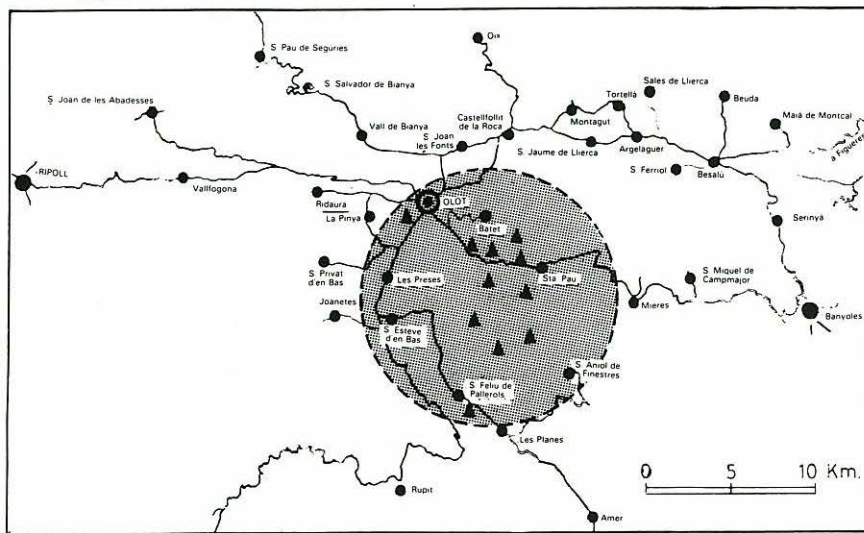 Oix
S. Pau de Segúries
S. Salvador de Bianya
S. Joan de les Abadesses
Vall de Bianya
S. Joan
les Fonts
Castellfollit
de la Roca
Montagut
Tortellà
Sales de Llierca
Beuda
Maià de Montcal
a Figueres
S. Jaume de Llierca
Argelaguer
S. Ferriol
Besalú
RIPOLL
Vallfogona
Ridaura
La Pinya
OLOT
Batet
Serinyà
S. Privat
d'en Bas
Les Preses
Sta. Pau
S. Miquel de
Campmajor
Joanetes
Mieres
Banyoles
S. Esteve
d'en Bas
S. Aniol de
Finestres
S. Feliu de
Pallerols
Les Planes
Rupit
Amer
0 5 10 Km.